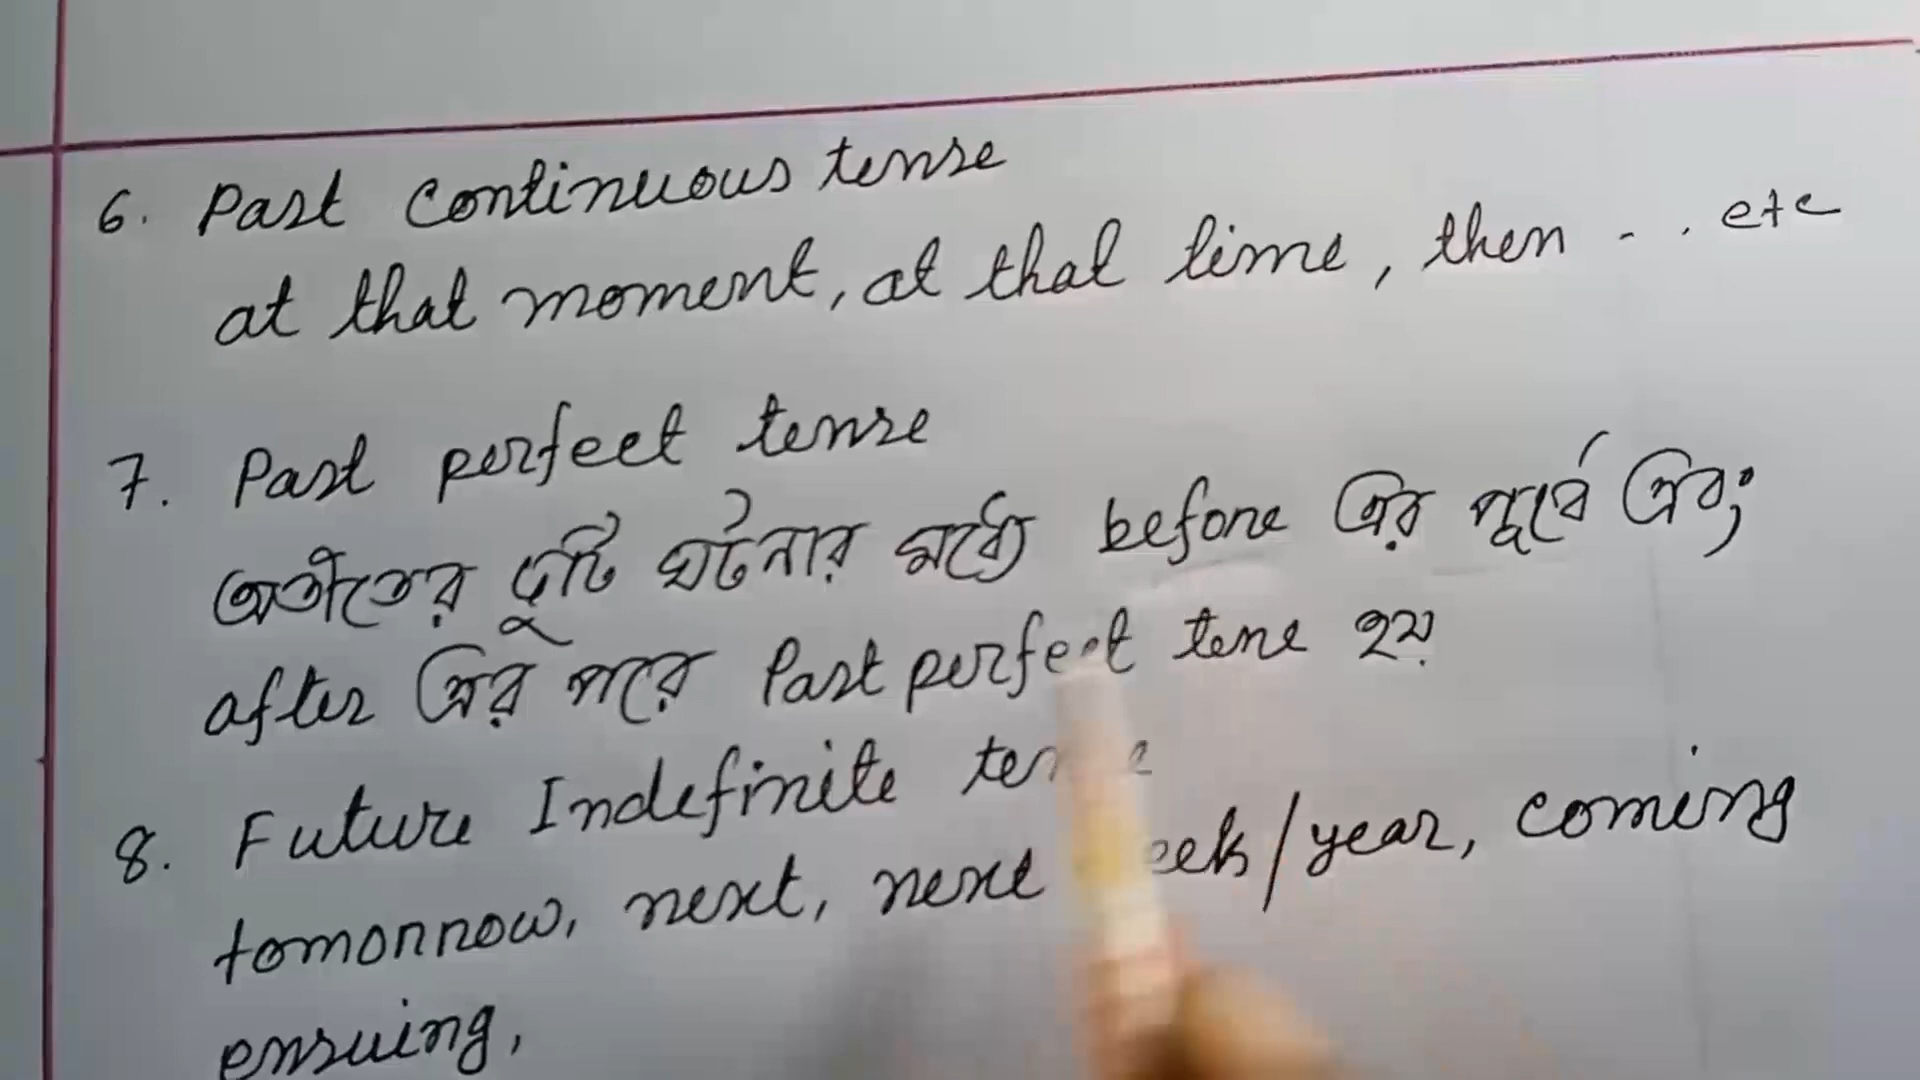 6. Past continuous tense
at that moment, at that time, then - . . etc
7. Past perfect tense
অতীতের দুটি ঘটনার মধ্যে before এর পূর্বে এবং
after এর পরে Past perfect tene হয়
8. Future Indefinite tense
tomorrow, next, next week/year, coming
ensuing,